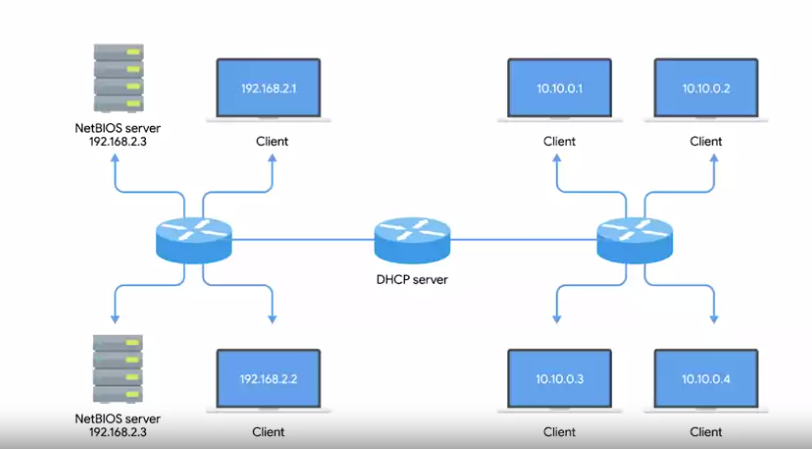 192.168.2.1
10.10.0.1
10.10.0.2
NetBIOS server
192.168.2.3
Client
Client
Client
DHCP server
192.168.2.2
10.10.0.3
10.10.0.4
NetBIOS server
192.168.2.3
Client
Client
Client